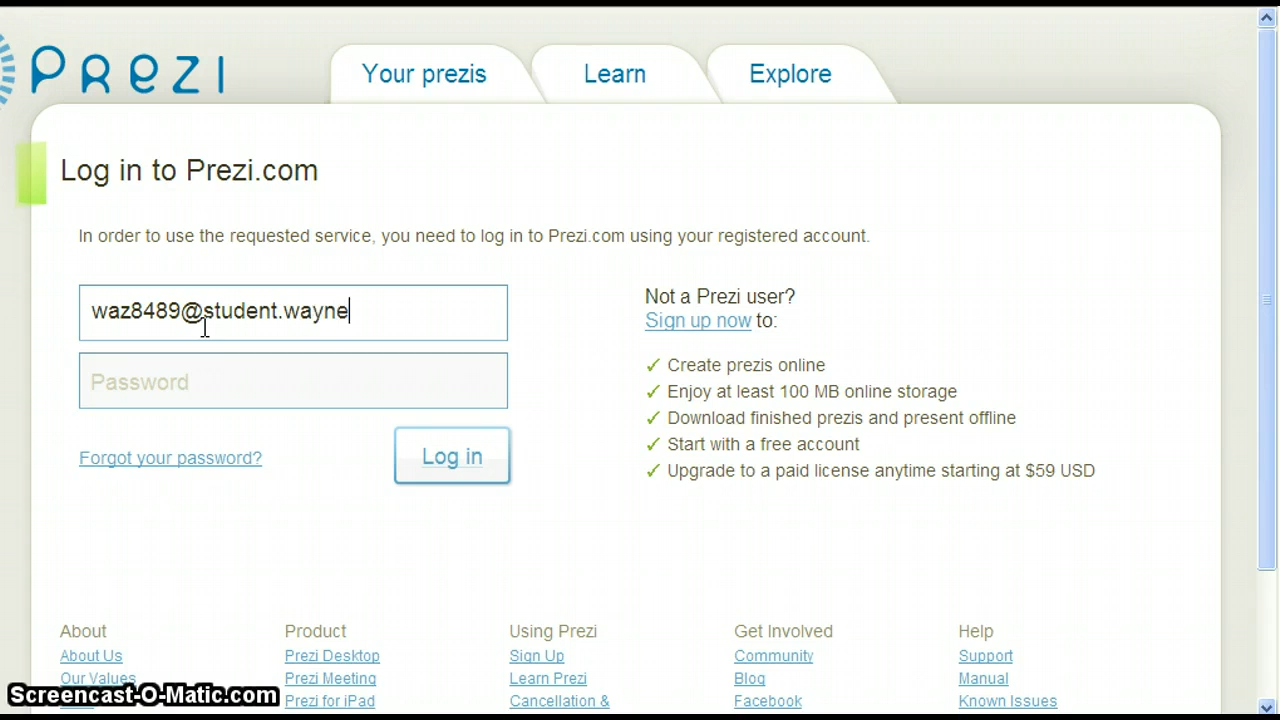 PREZI
Your prezis
Learn
Explore
Log in to Prezi.com
In order to use the requested service, you need to log in to Prezi.com using your registered account.
waz8489@student.wayne
Password
Forgot your password?
Log in
Not a Prezi user?
Sign up now to:
✓ Create prezis online
✓ Enjoy at least 100 MB online storage
✓ Download finished prezis and present offline
✓ Start with a free account
✓ Upgrade to a paid license anytime starting at $59 USD
About
About Us
Our Values
Product
Prezi Desktop
Prezi Meeting
Prezi for iPad
Using Prezi
Sign Up
Learn Prezi
Cancellation &
Get Involved
Community
Blog
Facebook
Help
Support
Manual
Known Issues
Screencast-O-Matic.com